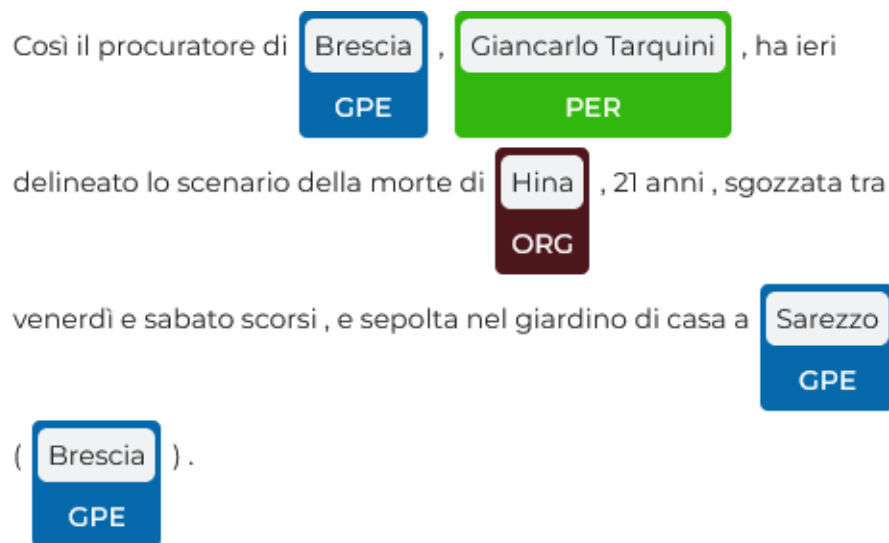 Così il procuratore di Brescia , Giancarlo Tarquini , ha ieri
GPE PER
delineato lo scenario della morte di Hina , 21 anni , sgozzata tra
ORG
venerdì e sabato scorsi , e sepolta nel giardino di casa a Sarezzo
GPE
( Brescia ) .
GPE